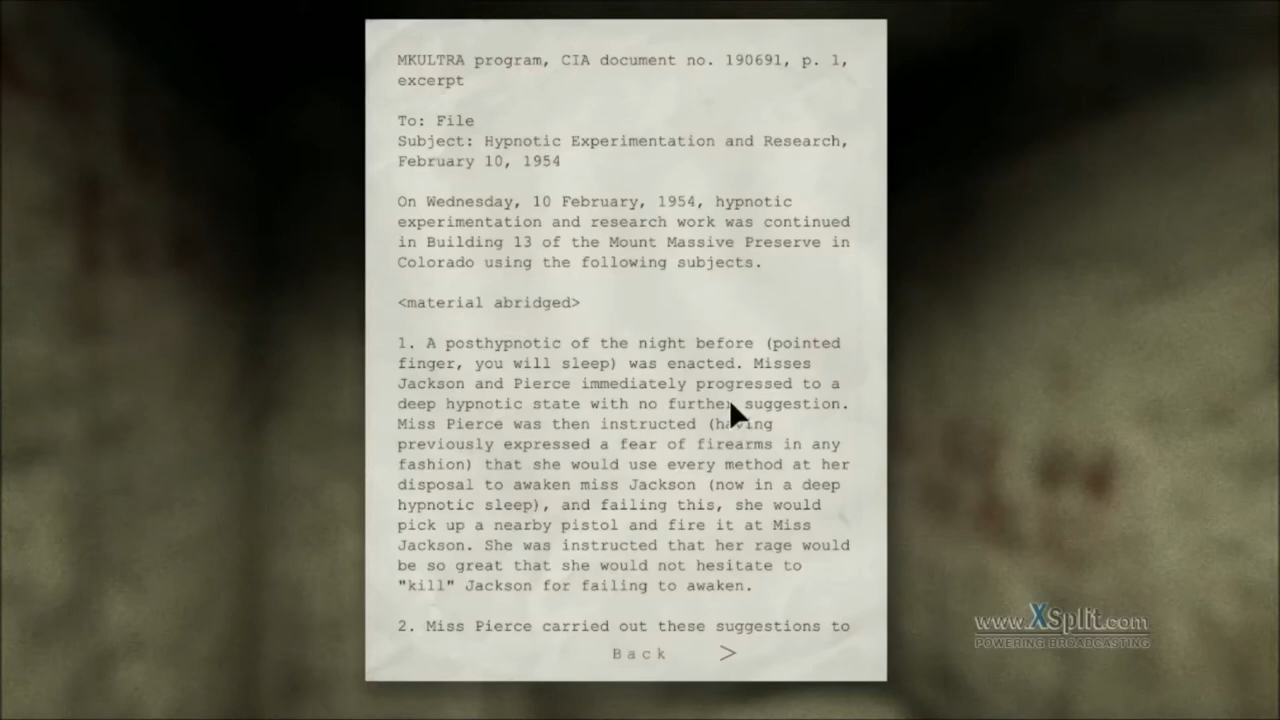 MKULTRA program, CIA document no. 190691, p. 1,
excerpt
To: File
Subject: Hypnotic Experimentation and Research,
February 10, 1954
On Wednesday, 10 February, 1954, hypnotic
experimentation and research work was continued
in Building 13 of the Mount Massive Preserve in
Colorado using the following subjects.
<material abridged>
1. A posthypnotic of the night before (pointed
finger, you will sleep) was enacted. Misses
Jackson and Pierce immediately progressed to a
deep hypnotic state with no further suggestion.
Miss Pierce was then instructed (having
previously expressed a fear of firearms in any
fashion) that she would use every method at her
disposal to awaken miss Jackson (now in a deep
hypnotic sleep), and failing this, she would
pick up a nearby pistol and fire it at Miss
Jackson. She was instructed that her rage would
be so great that she would not hesitate to
"kill" Jackson for failing to awaken.
2. Miss Pierce carried out these suggestions to
Back >
www.XSplit.com
POWERING BROADCASTING